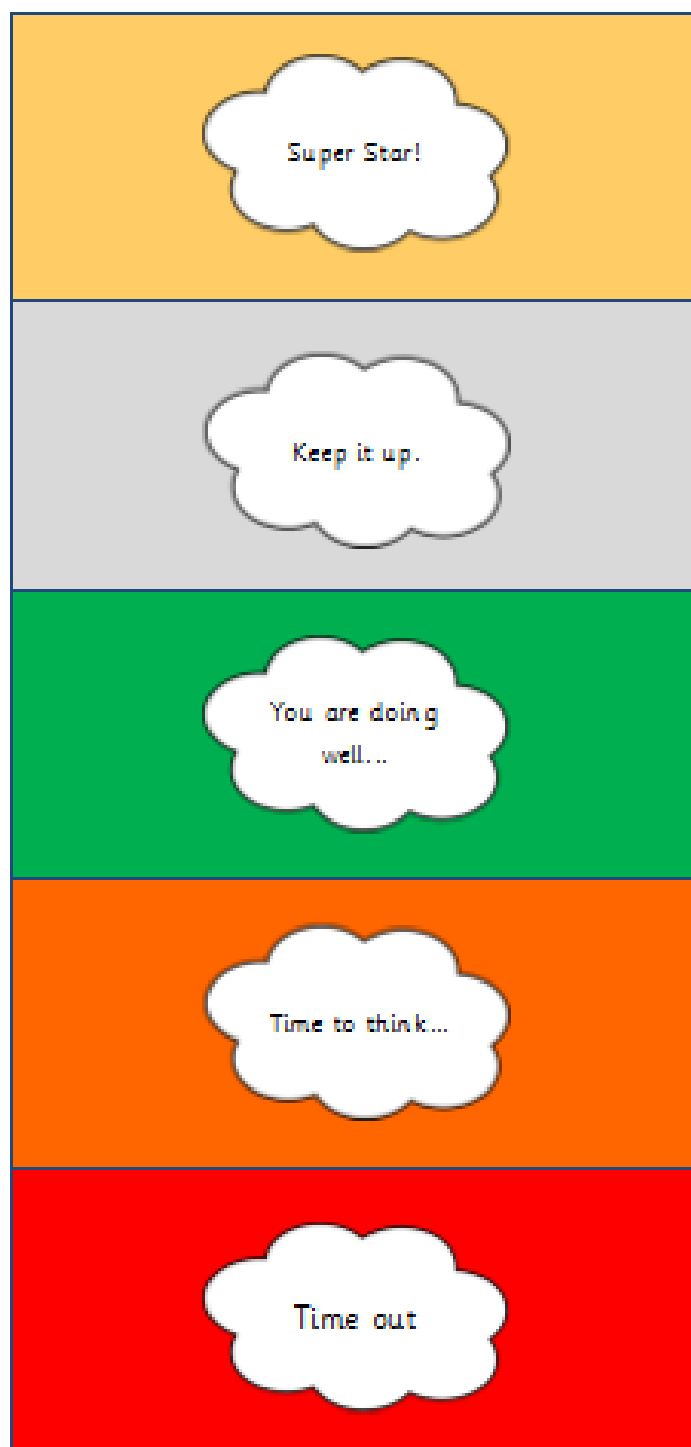 Super Star!
Keep it up.
You are doing
well...
Time to think...
Time out